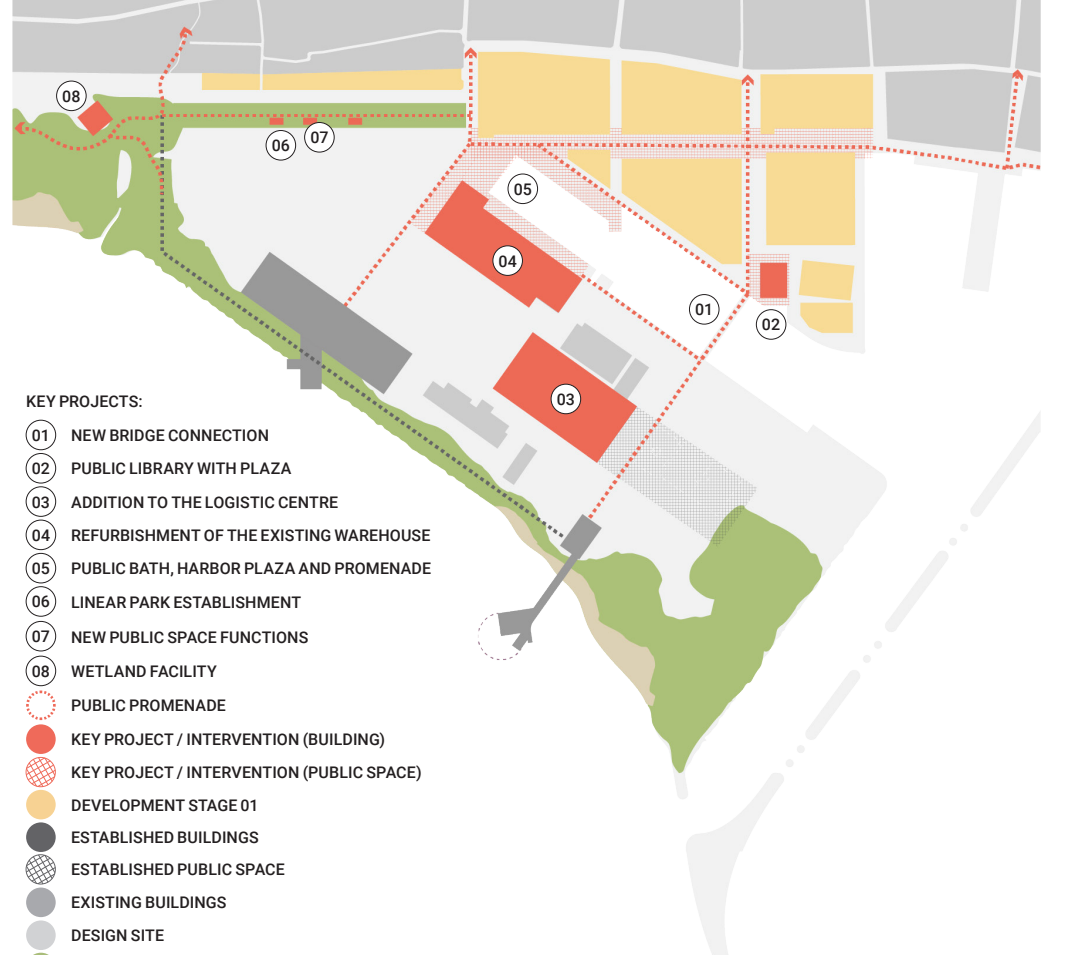 08
06
07
05
04
01
02
03
KEY PROJECTS:
01 NEW BRIDGE CONNECTION
02 PUBLIC LIBRARY WITH PLAZA
03 ADDITION TO THE LOGISTIC CENTRE
04 REFURBISHMENT OF THE EXISTING WAREHOUSE
05 PUBLIC BATH, HARBOR PLAZA AND PROMENADE
06 LINEAR PARK ESTABLISHMENT
07 NEW PUBLIC SPACE FUNCTIONS
08 WETLAND FACILITY
PUBLIC PROMENADE
KEY PROJECT / INTERVENTION (BUILDING)
KEY PROJECT / INTERVENTION (PUBLIC SPACE)
DEVELOPMENT STAGE 01
ESTABLISHED BUILDINGS
ESTABLISHED PUBLIC SPACE
EXISTING BUILDINGS
DESIGN SITE